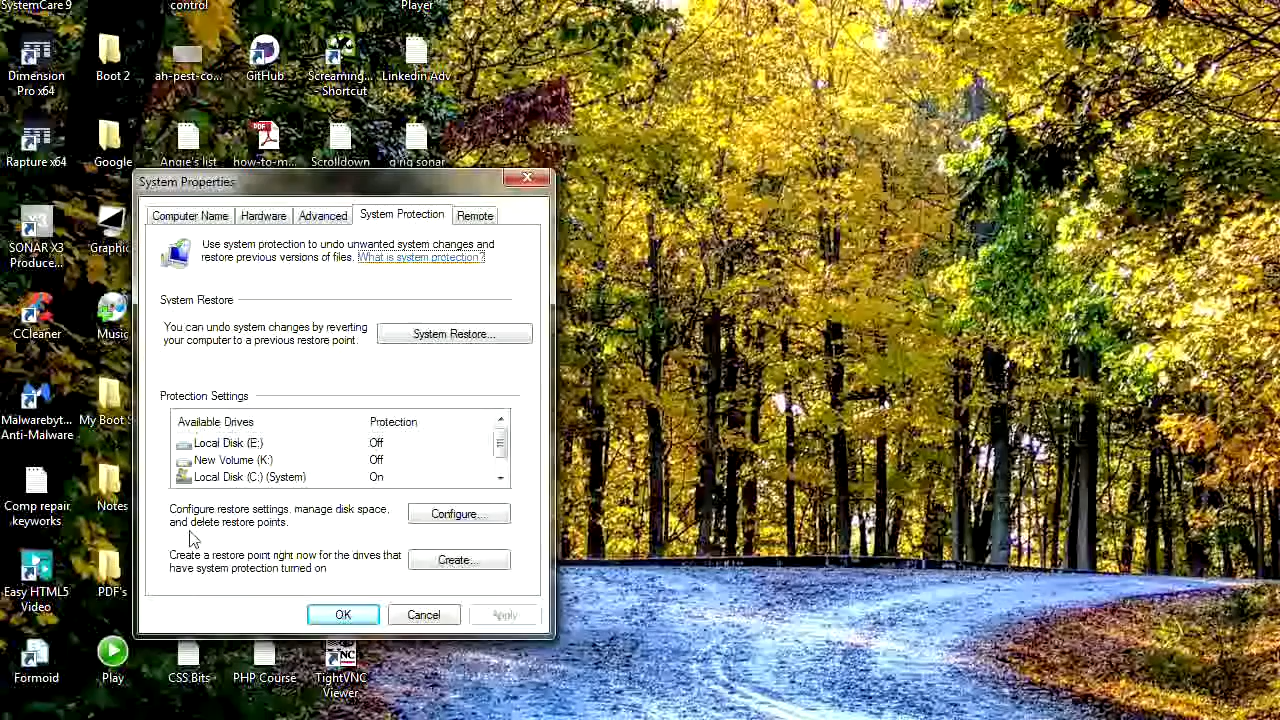 SystemCare 9
control
Player
Dimension
Pro x64
Boot 2
ah-pest-co...
GitHub
Screaming...
- Shortcut
Linkedin Adv
Rapture x64
Google
Angie's list
how-to-m...
Scrolldown
System Properties
Computer Name
Hardware
Advanced
System Protection
Remote
Use system protection to undo unwanted system changes and
restore previous versions of files. What is system protection?
System Restore
You can undo system changes by reverting
your computer to a previous restore point.
System Restore...
Protection Settings
Available Drives
Protection
Local Disk (E:)
Off
New Volume (K:)
Off
Local Disk (C:) (System)
On
Configure restore settings, manage disk space,
and delete restore points.
Configure...
Create a restore point right now for the drives that
have system protection turned on
Create...
OK
Cancel
Apply
X3
SONAR X3
Produce...
Graphic
CCleaner
Music
Malwarebyt...
Anti-Malware
My Boot
Comp repair
keyworks
Notes
Easy HTML5
Video
PDF's
Formoid
Play
CSS Bits
PHP Course
TightVNC
Viewer